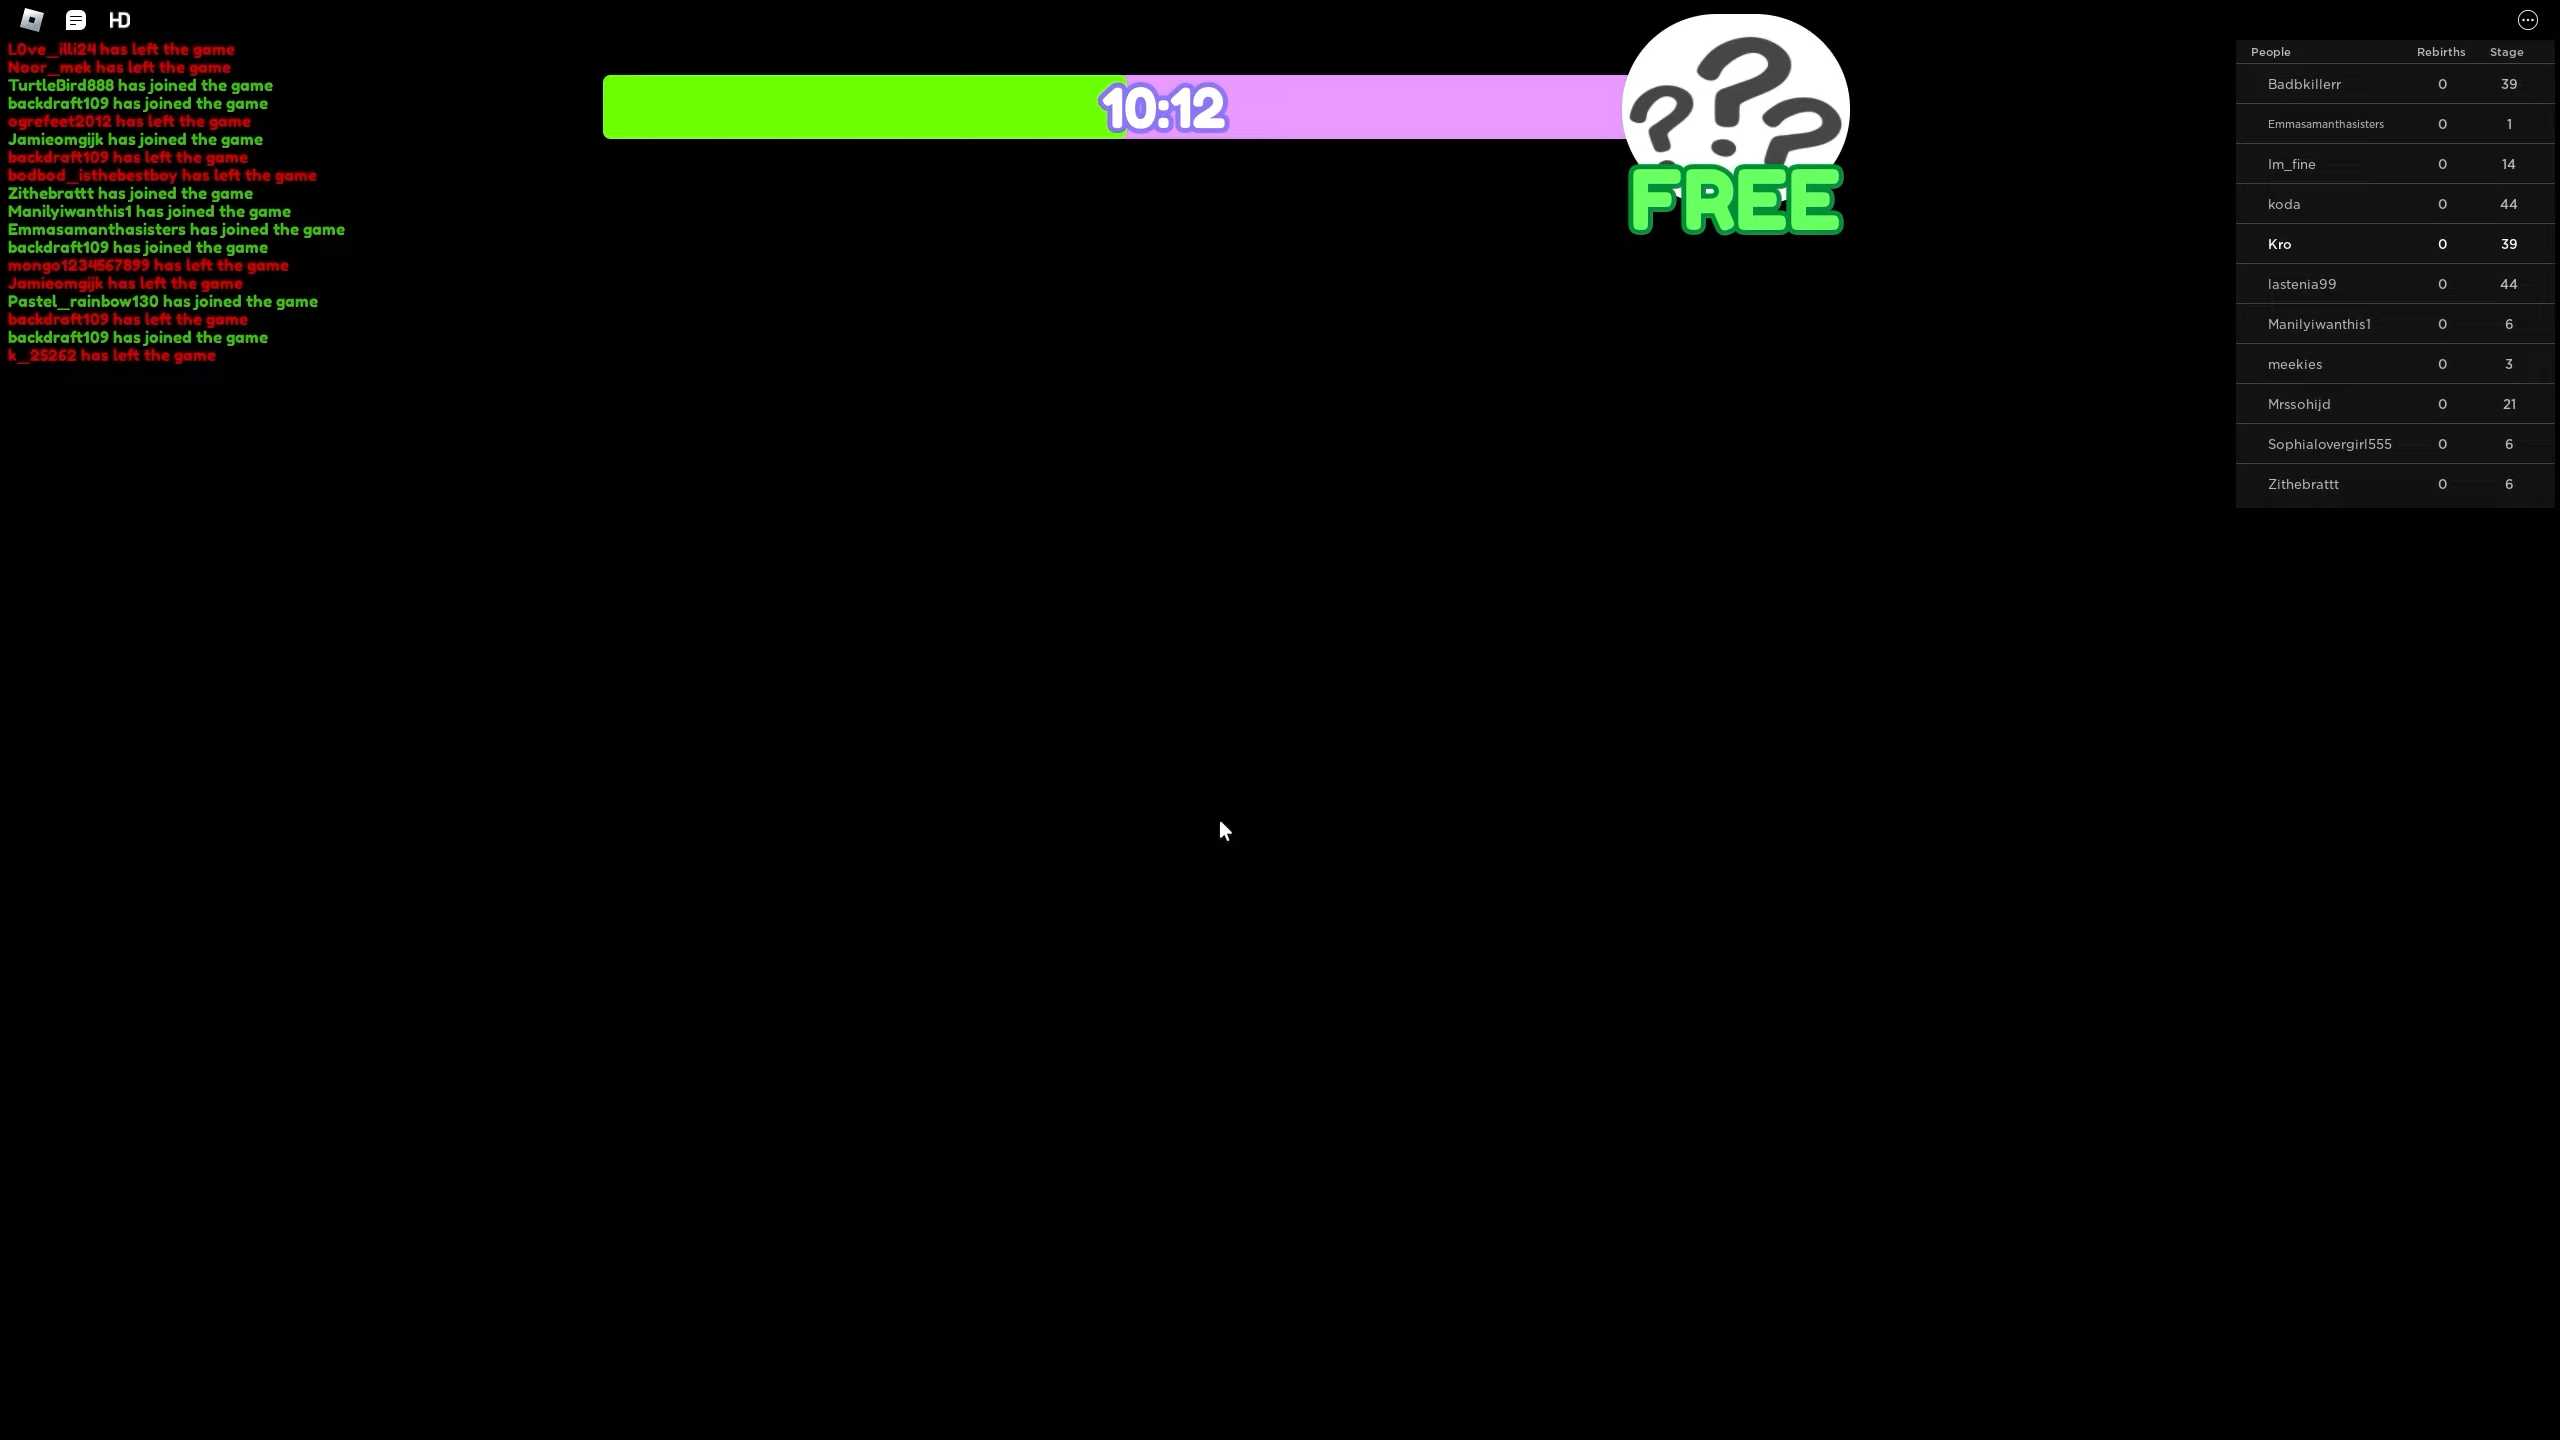 HD
L0ve_illi24 has left the game
Noor_mek has left the game
TurtleBird888 has joined the game
backdraft109 has joined the game
ogrefeet2012 has left the game
Jamieomgijk has joined the game
backdraft109 has left the game
bodbod_isthebestboy has left the game
Zithebrattt has joined the game
Manilyiwanthis1 has joined the game
Emmasamanthasisters has joined the game
backdraft109 has joined the game
mongo1234567899 has left the game
Jamieomgijk has left the game
Pastel_rainbow130 has joined the game
backdraft109 has left the game
backdraft109 has joined the game
k_25262 has left the game
10:12
???
FREE
People Rebirths Stage
Badbkillerr 0 39
Emmasamanthasisters 0 1
Im_fine 0 14
koda 0 44
Kro 0 39
lastenia99 0 44
Manilyiwanthis1 0 6
meekies 0 3
Mrssohijd 0 21
Sophialovergirl555 0 6
Zithebrattt 0 6